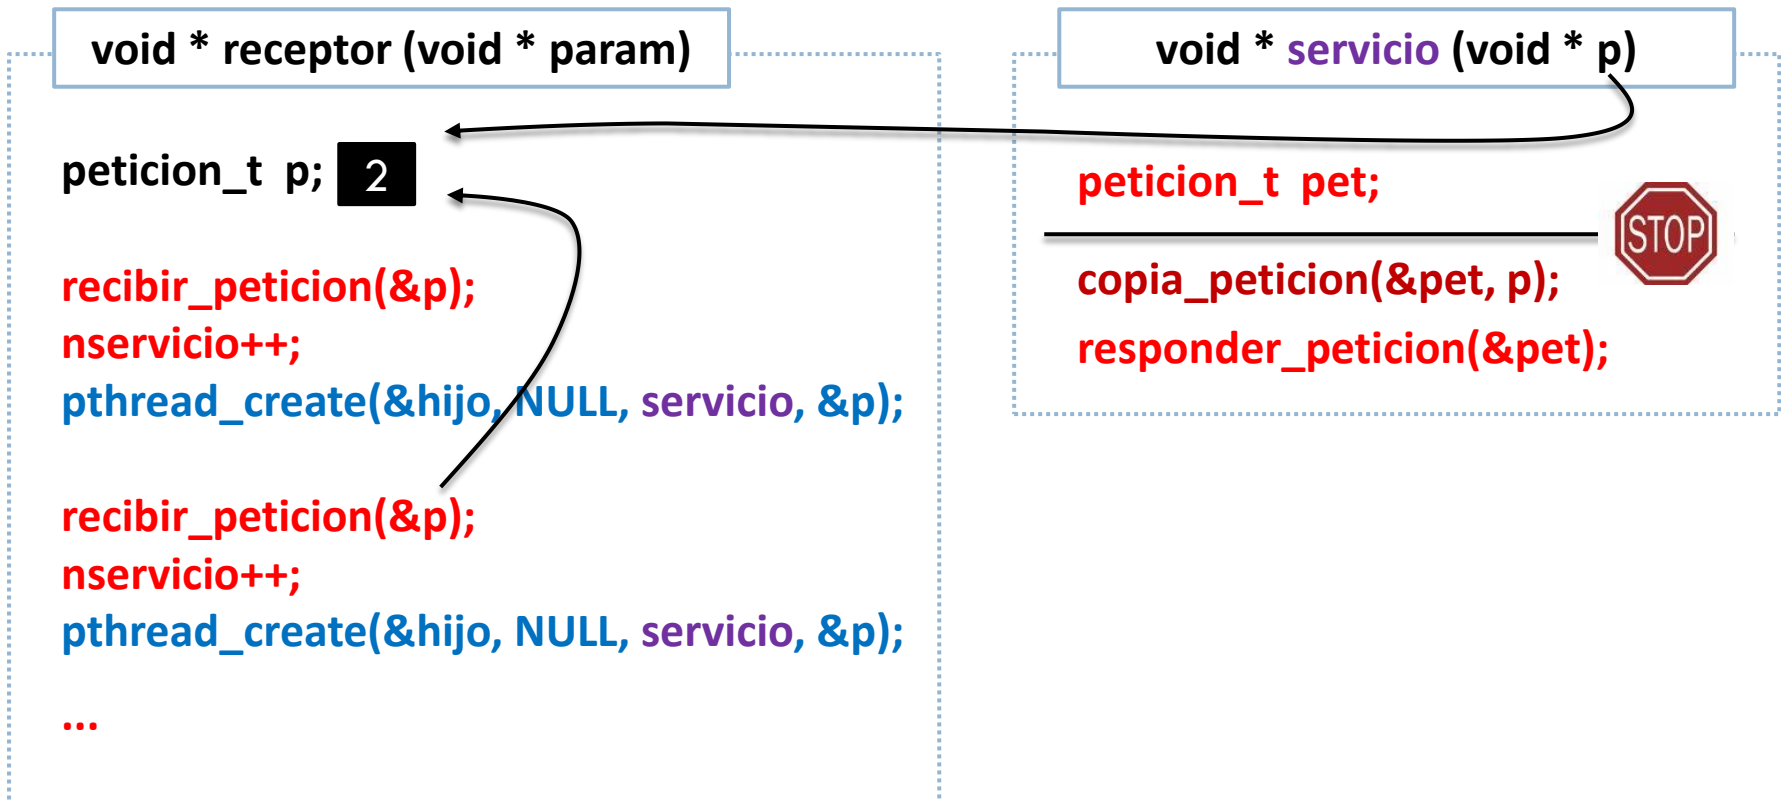 void * receptor (void * param)
peticion_t p; 2
recibir_peticion(&p);
nservicio++;
pthread_create(&hijo, NULL, servicio, &p);
recibir_peticion(&p);
nservicio++;
pthread_create(&hijo, NULL, servicio, &p);
...
void * servicio (void * p)
peticion_t pet;
STOP
copia_peticion(&pet, p);
responder_peticion(&pet);